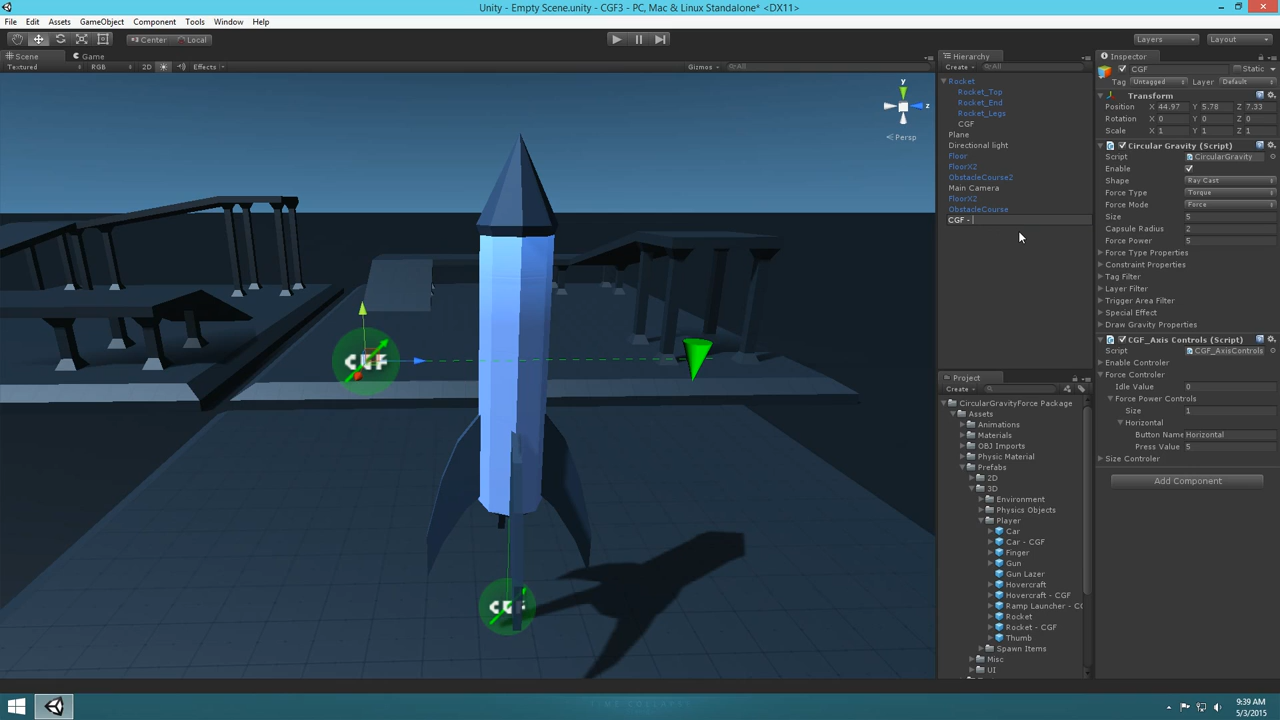 Unity - Empty Scene.unity - CGF3 - PC, Mac & Linux Standalone* <DX11>
File Edit Assets GameObject Component Tools Window Help
Center Local Layers Layout
Scene Game
Textured RGB 2D Effects Gizmos All
y
z
Persp
CGF
CGF
Hierarchy
Create All
Rocket
Rocket_Top
Rocket_End
Rocket_Legs
CGF
Plane
Directional light
Floor
FloorX2
ObstacleCourse2
Main Camera
FloorX2
ObstacleCourse
CGF -
Project
Create
CircularGravityForce Package
Assets
Animations
Materials
OBJ Imports
Physic Material
Prefabs
2D
3D
Environment
Physics Objects
Player
Car
Car - CGF
Finger
Gun
Gun Lazer
Hovercraft
Hovercraft - CGF
Ramp Launcher - CG
Rocket
Rocket - CGF
Thumb
Spawn Items
Misc
UI
Inspector
CGF Static
Tag Untagged Layer Default
Transform
Position X 44.97 Y 5.78 Z 7.33
Rotation X 0 Y 0 Z 0
Scale X 1 Y 1 Z 1
Circular Gravity (Script)
Script CircularGravity
Enable
Shape Ray Cast
Force Type Torque
Force Mode Force
Size 5
Capsule Radius 2
Force Power 5
Force Type Properties
Constraint Properties
Tag Filter
Layer Filter
Trigger Area Filter
Special Effect
Draw Gravity Properties
CGF_Axis Controls (Script)
Script CGF_AxisControls
Enable Controler
Force Controler
Idle Value 0
Force Power Controls
Size 1
Horizontal
Button Name Horizontal
Press Value 5
Size Controler
Add Component
9:39 AM
5/3/2015